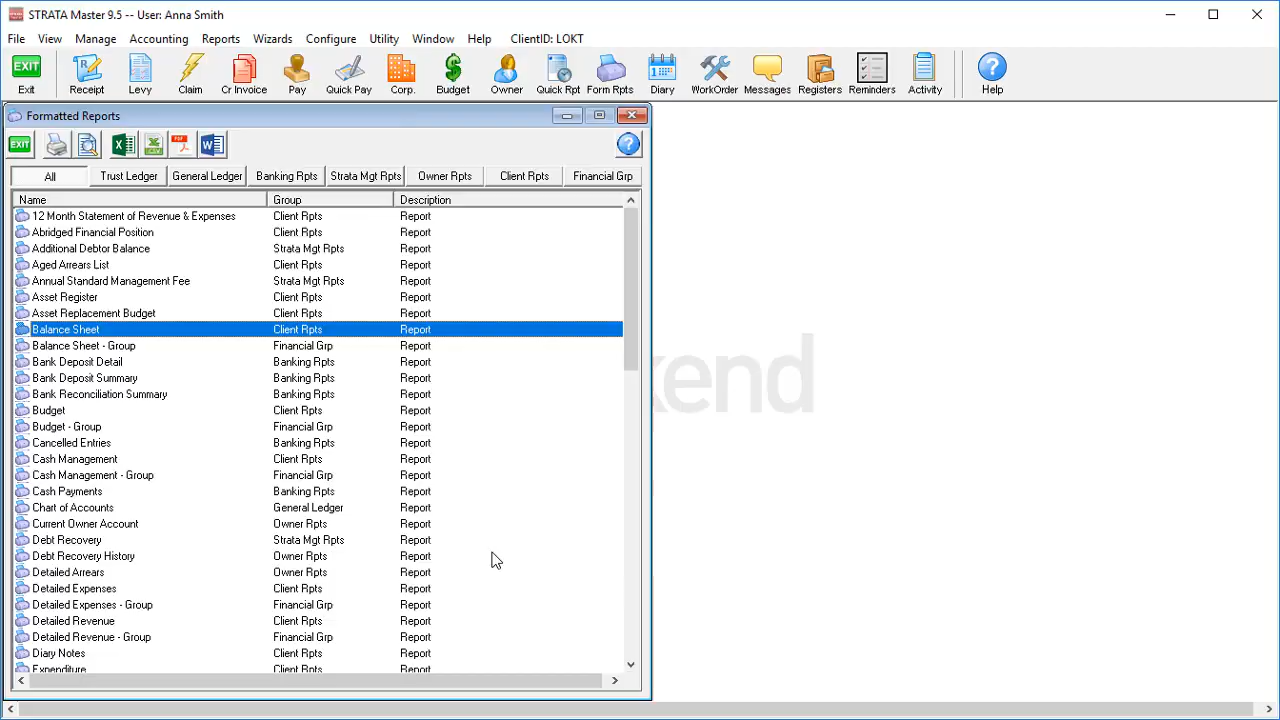 STRATA Master 9.5 -- User: Anna Smith
File View Manage Accounting Reports Wizards Configure Utility Window Help ClientID: LOKT
EXIT
Exit Receipt Levy Claim Cr Invoice Pay Quick Pay Corp. Budget Owner Quick Rpt Form Rpts Diary WorkOrder Messages Registers Reminders Activity Help
Formatted Reports
EXIT
All Trust Ledger General Ledger Banking Rpts Strata Mgt Rpts Owner Rpts Client Rpts Financial Grp
Name Group Description
12 Month Statement of Revenue & Expenses Client Rpts Report
Abridged Financial Position Client Rpts Report
Additional Debtor Balance Strata Mgt Rpts Report
Aged Arrears List Client Rpts Report
Annual Standard Management Fee Strata Mgt Rpts Report
Asset Register Client Rpts Report
Asset Replacement Budget Client Rpts Report
Balance Sheet Client Rpts Report
Balance Sheet - Group Financial Grp Report
Bank Deposit Detail Banking Rpts Report
Bank Deposit Summary Banking Rpts Report
Bank Reconciliation Summary Banking Rpts Report
Budget Client Rpts Report
Budget - Group Financial Grp Report
Cancelled Entries Banking Rpts Report
Cash Management Client Rpts Report
Cash Management - Group Financial Grp Report
Cash Payments Banking Rpts Report
Chart of Accounts General Ledger Report
Current Owner Account Owner Rpts Report
Debt Recovery Strata Mgt Rpts Report
Debt Recovery History Owner Rpts Report
Detailed Arrears Owner Rpts Report
Detailed Expenses Client Rpts Report
Detailed Expenses - Group Financial Grp Report
Detailed Revenue Client Rpts Report
Detailed Revenue - Group Financial Grp Report
Diary Notes Client Rpts Report
Expenditure Client Rpts Report
kend